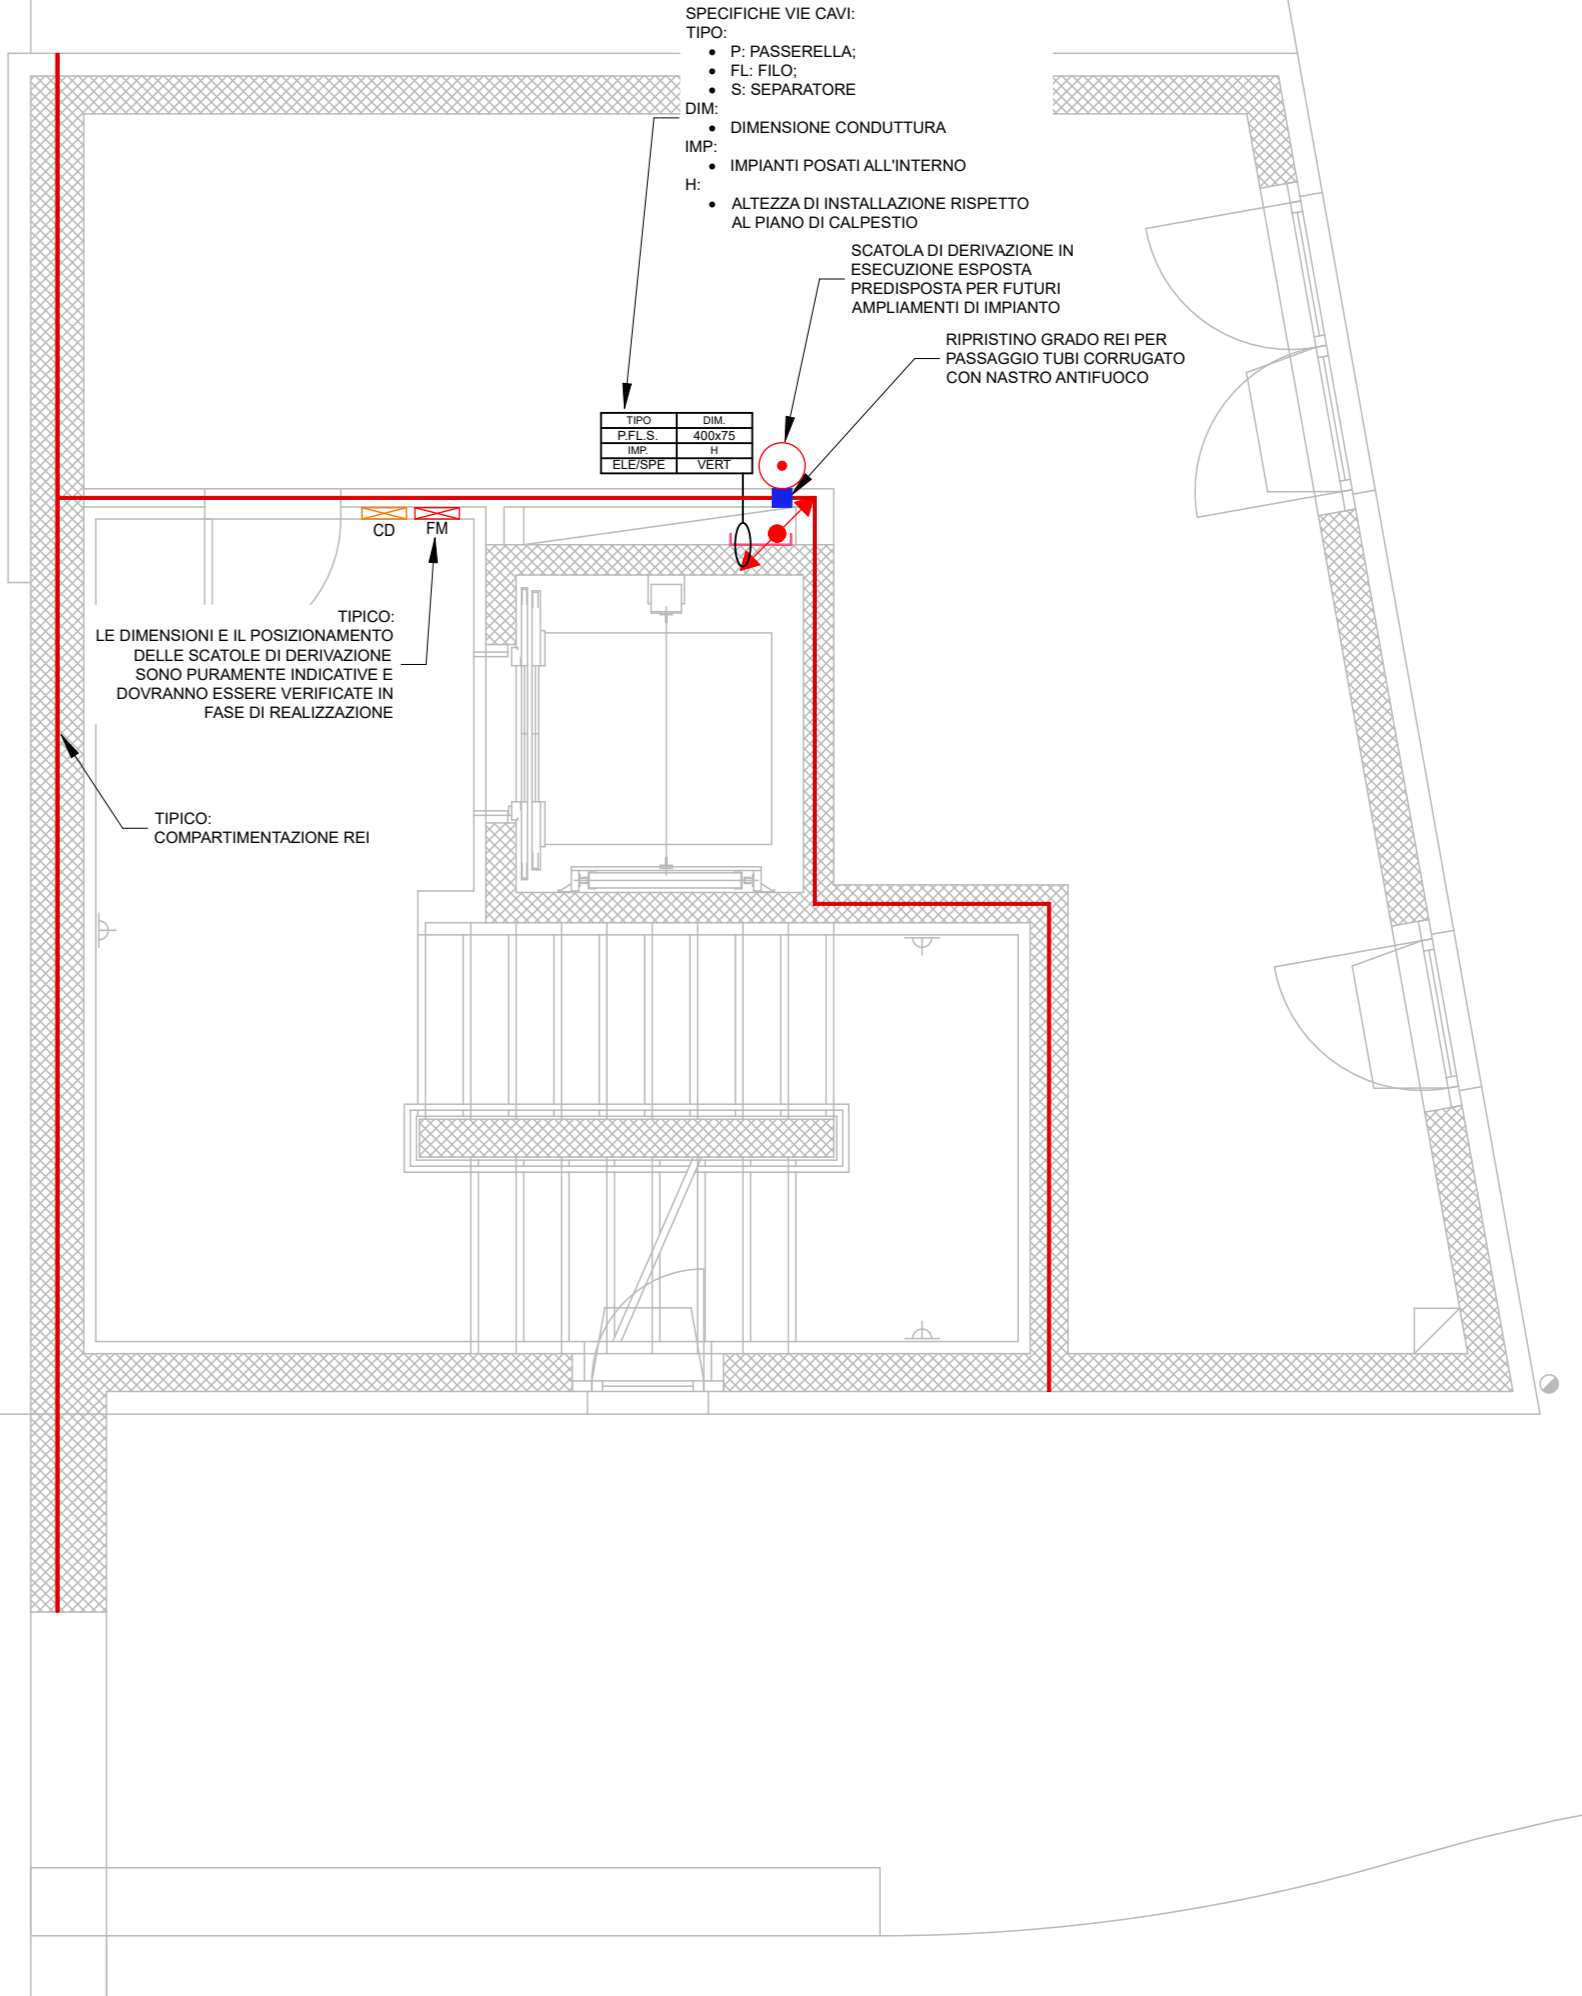 SPECIFICHE VIE CAVI:
TIPO:
• P: PASSERELLA;
• FL: FILO;
• S: SEPARATORE
DIM:
• DIMENSIONE CONDUTTURA
IMP:
• IMPIANTI POSATI ALL'INTERNO
H:
• ALTEZZA DI INSTALLAZIONE RISPETTO
AL PIANO DI CALPESTIO
SCATOLA DI DERIVAZIONE IN
ESECUZIONE ESPOSTA
PREDISPOSTA PER FUTURI
AMPLIAMENTI DI IMPIANTO
RIPRISTINO GRADO REI PER
PASSAGGIO TUBI CORRUGATO
CON NASTRO ANTIFUOCO
TIPO DIM.
P.FL.S. 400x75
IMP. H
ELE/SPE VERT
CD FM
TIPICO:
LE DIMENSIONI E IL POSIZIONAMENTO
DELLE SCATOLE DI DERIVAZIONE
SONO PURAMENTE INDICATIVE E
DOVRANNO ESSERE VERIFICATE IN
FASE DI REALIZZAZIONE
TIPICO:
COMPARTIMENTAZIONE REI